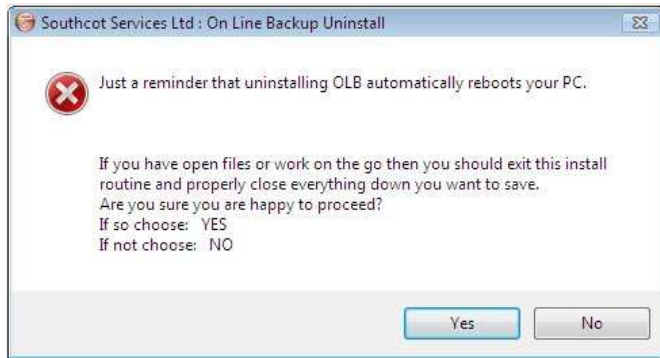 Southcot Services Ltd : On Line Backup Uninstall
Just a reminder that uninstalling OLB automatically reboots your PC.
If you have open files or work on the go then you should exit this install
routine and properly close everything down you want to save.
Are you sure you are happy to proceed?
If so choose: YES
If not choose: NO
Yes
No